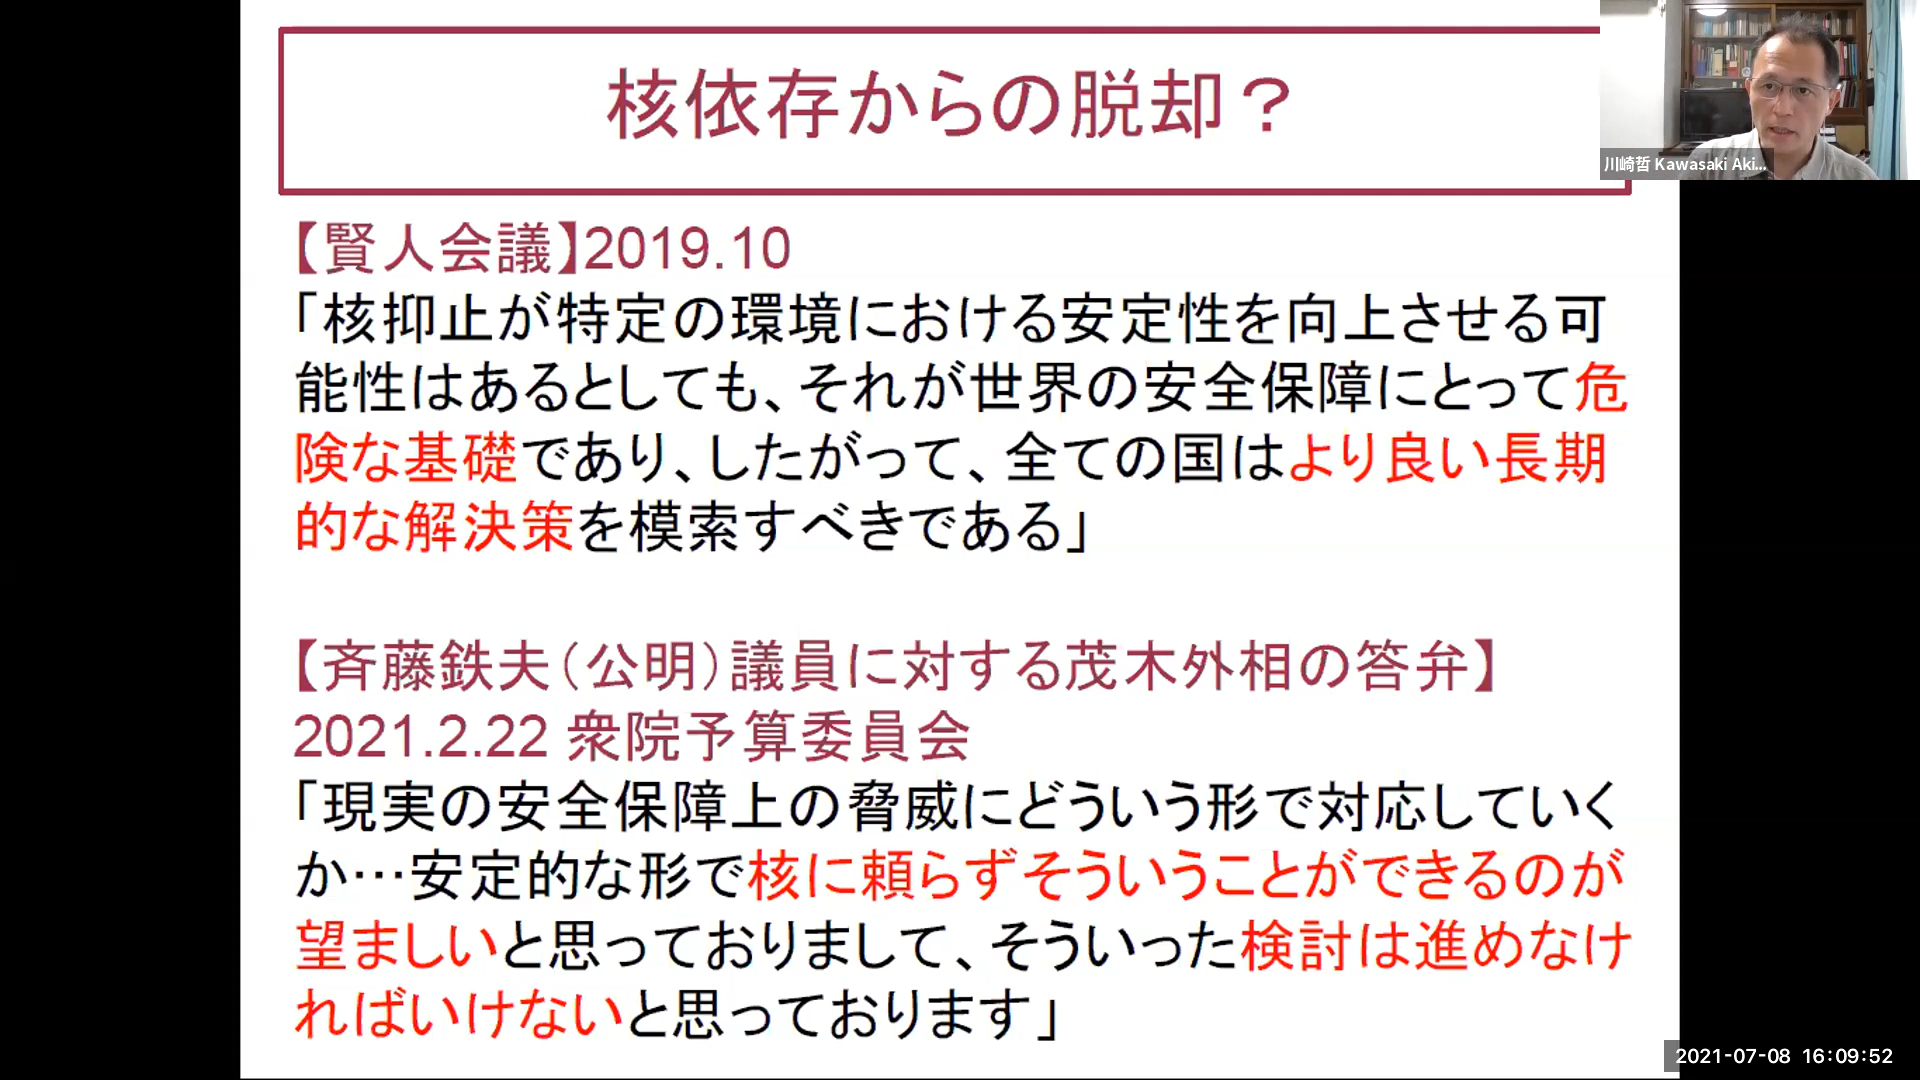 核依存からの脱却？
川崎哲 Kawasaki Aki...
【賢人会議】2019.10
「核抑止が特定の環境における安定性を向上させる可
能性はあるとしても、それが世界の安全保障にとって危
険な基礎であり、したがって、全ての国はより良い長期
的な解決策を模索すべきである」
【斉藤鉄夫（公明）議員に対する茂木外相の答弁】
2021.2.22 衆院予算委員会
「現実の安全保障上の脅威にどういう形で対応していく
か…安定的な形で核に頼らずそういうことができるのが
望ましいと思っておりまして、そういった検討は進めなけ
ればいけないと思っております」
2021-07-08 16:09:52